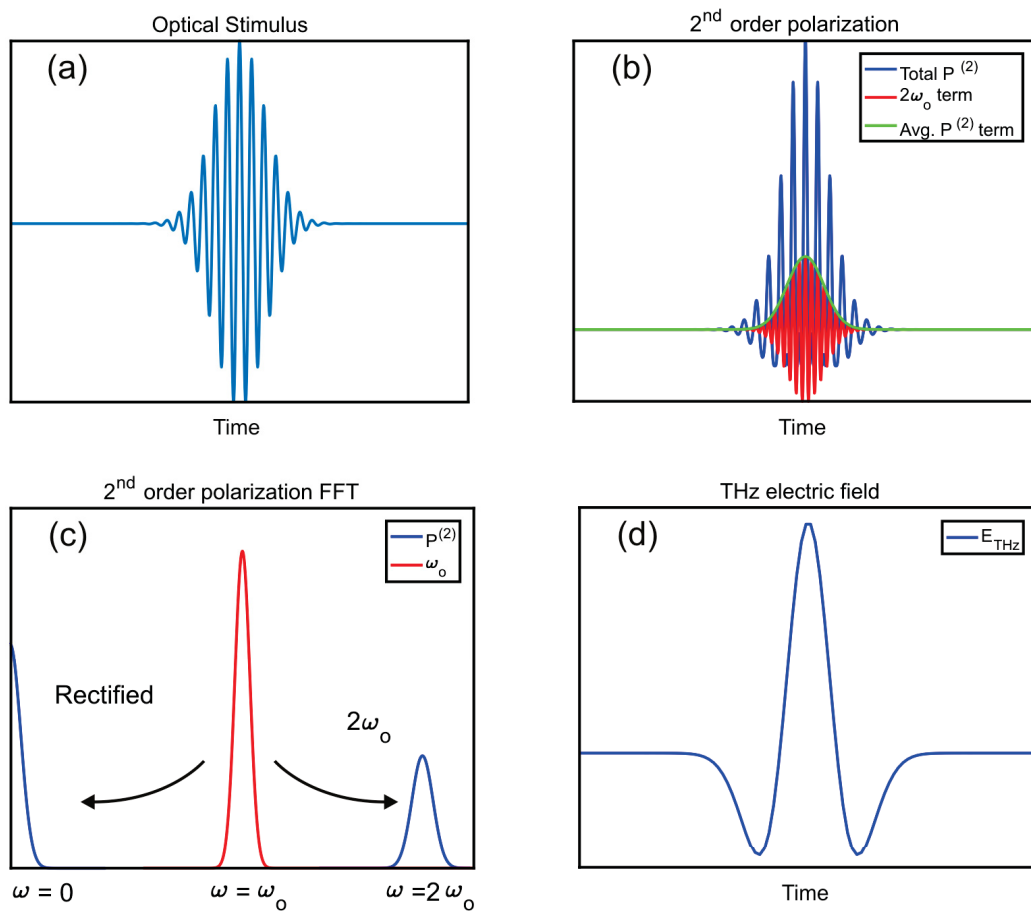 Optical Stimulus
(a)
Time
2nd order polarization
(b)
Total P (2)
2ωo term
Avg. P (2) term
Time
2nd order polarization FFT
(c)
P(2)
ωo
Rectified
2ωo
ω = 0
ω = ωo
ω =2 ωo
THz electric field
(d)
ETHz
Time